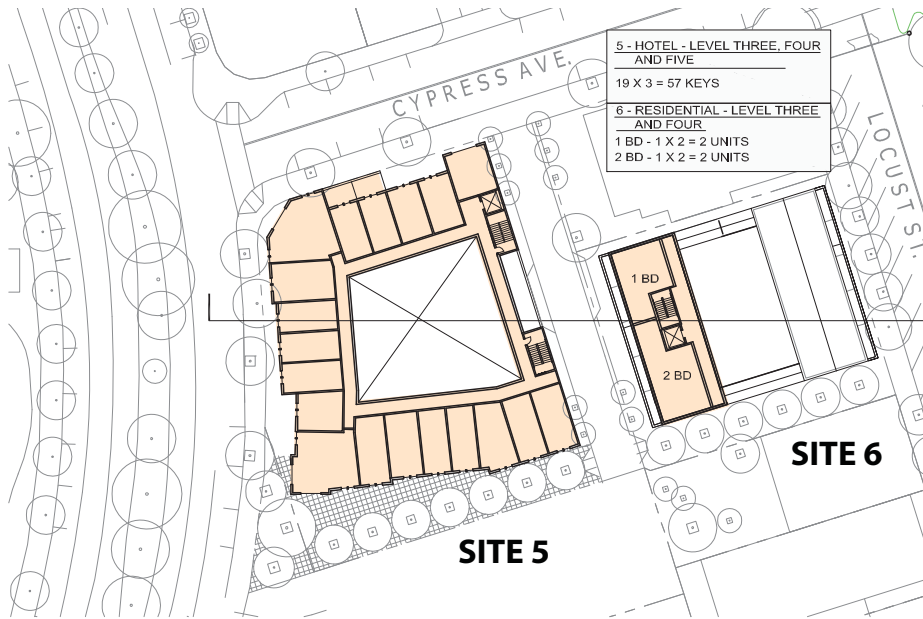 5 - HOTEL - LEVEL THREE, FOUR
AND FIVE
19 X 3 = 57 KEYS
6 - RESIDENTIAL - LEVEL THREE
AND FOUR
1 BD - 1 X 2 = 2 UNITS
2 BD - 1 X 2 = 2 UNITS
CYPRESS AVE.
LOCUST ST.
1 BD
2 BD
SITE 6
SITE 5